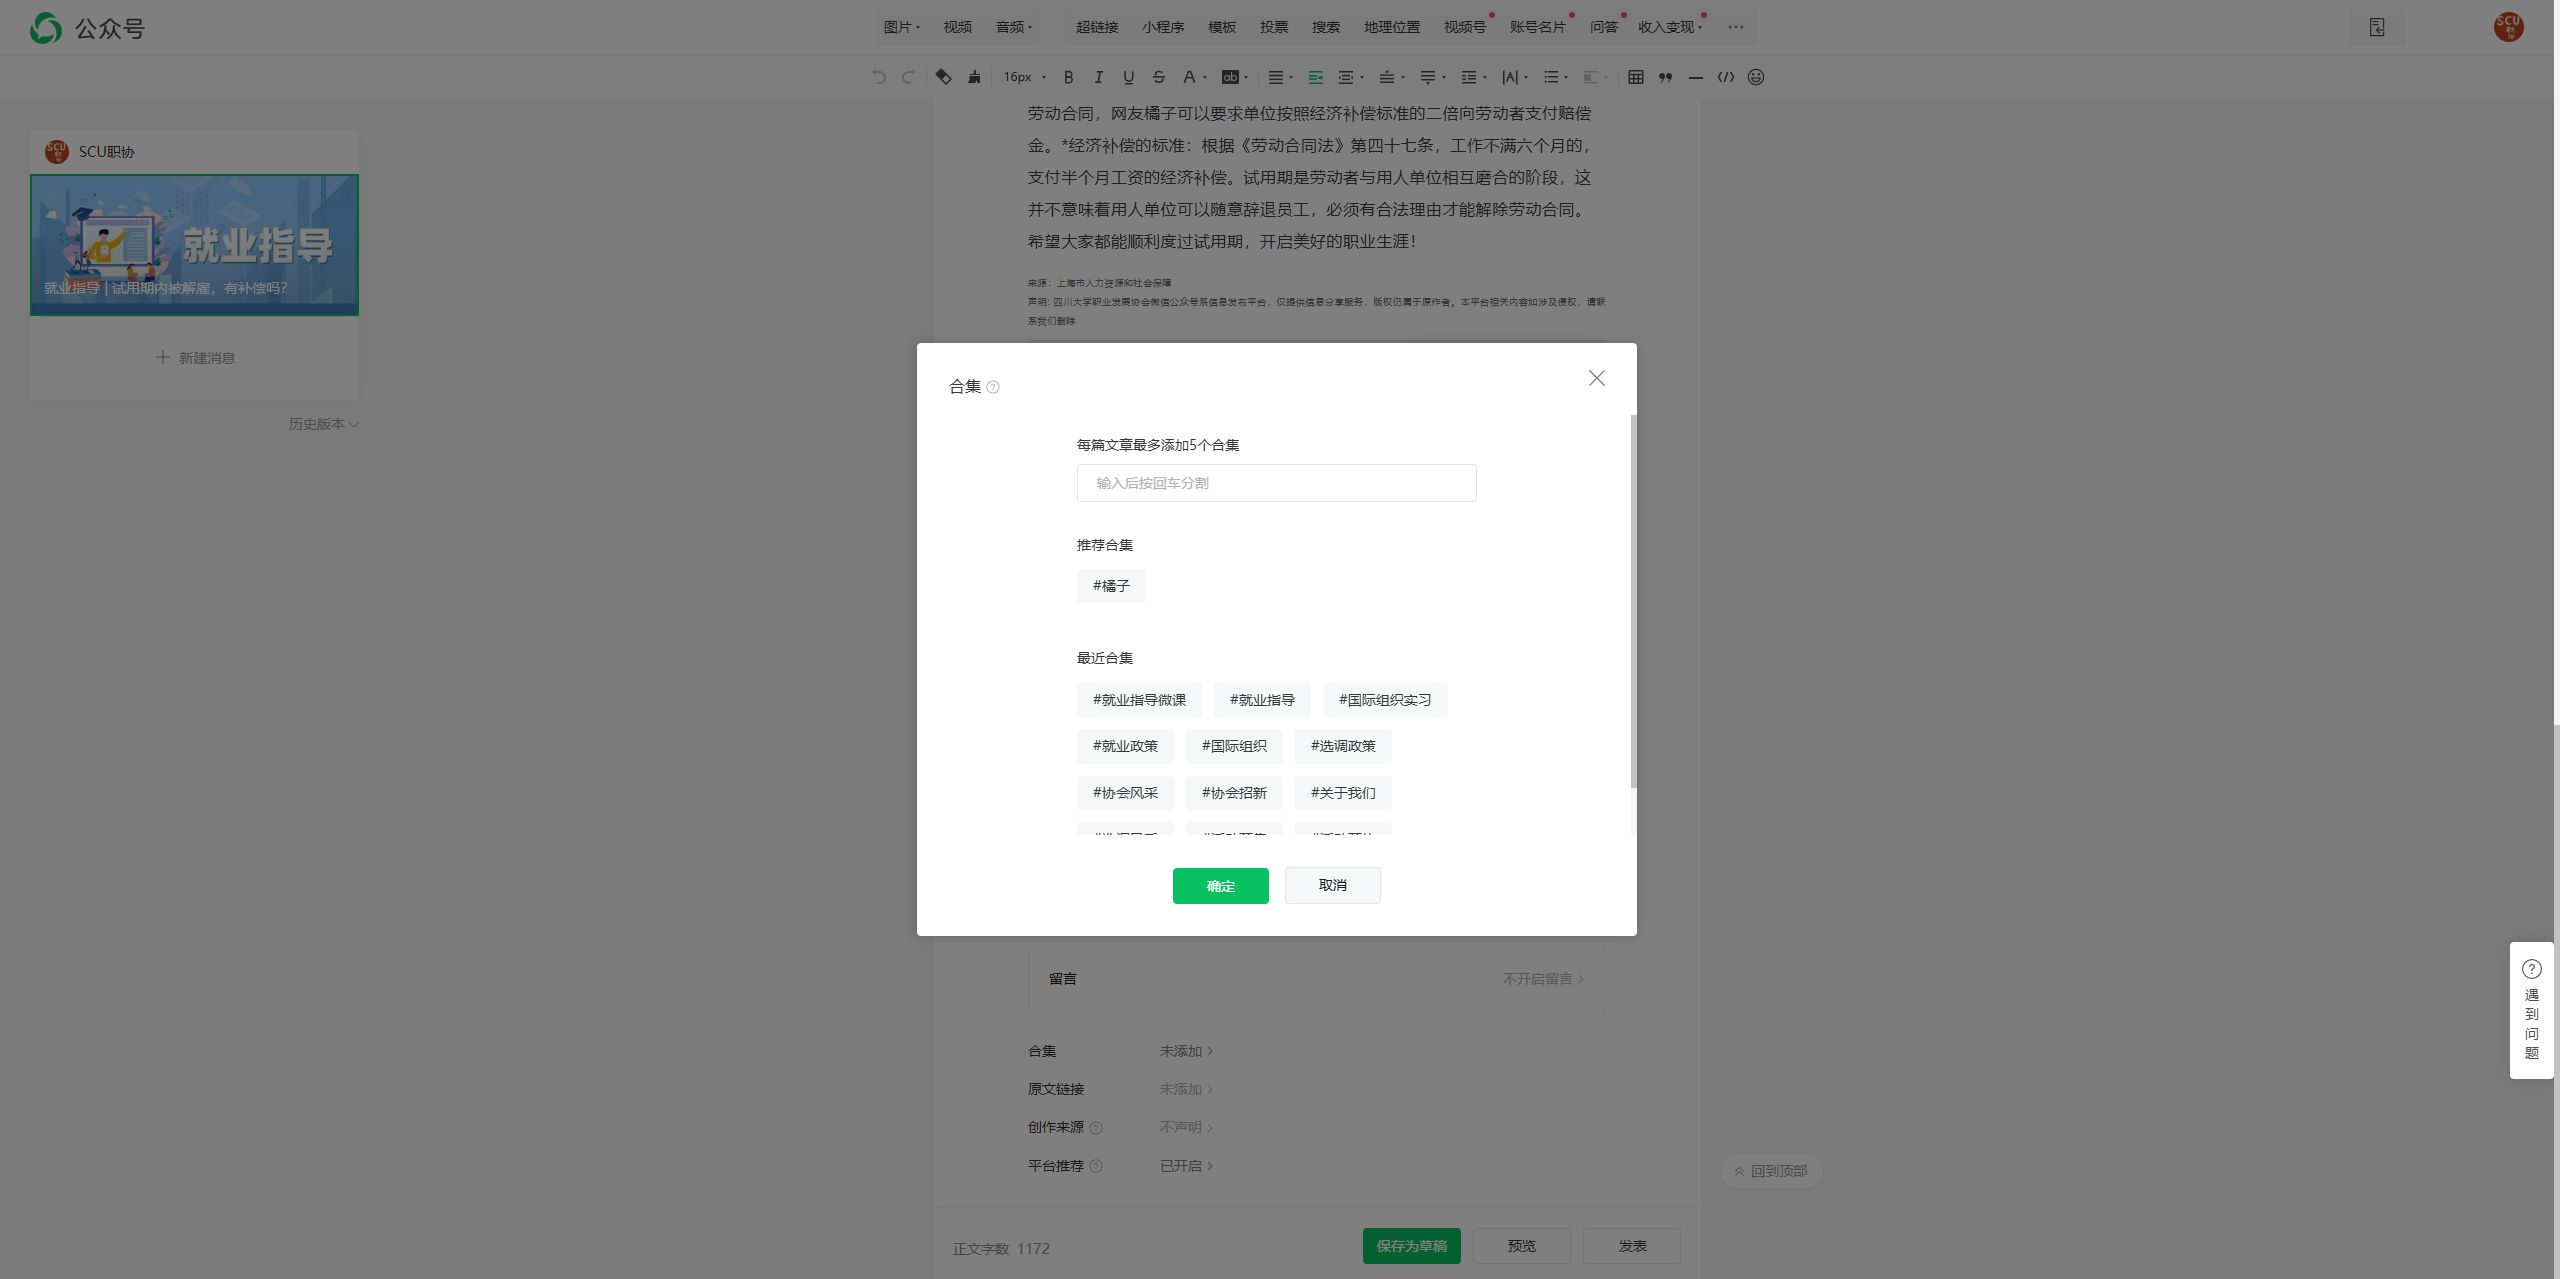 公众号
图片 视频 音频 超链接 小程序 模板 投票 搜索 地理位置 视频号 账号名片 问答 收入变现 ···
SCU
16px
SCU职协
就业指导
就业指导 | 试用期内被解雇，有补偿吗？
新建消息
历史版本
劳动合同，网友橘子可以要求单位按照经济补偿标准的二倍向劳动者支付赔偿
金。*经济补偿的标准：根据《劳动合同法》第四十七条，工作不满六个月的，
支付半个月工资的经济补偿。试用期是劳动者与用人单位相互磨合的阶段，这
并不意味着用人单位可以随意辞退员工，必须有合法理由才能解除劳动合同。
希望大家都能顺利度过试用期，开启美好的职业生涯！
来源：上海市人力资源和社会保障
声明: 四川大学职业发展协会微信公众号系信息发布平台，仅提供信息分享服务，版权仍属于原作者。本平台相关内容如涉及侵权，请联
系我们删除
合集
每篇文章最多添加5个合集
输入后按回车分割
推荐合集
#橘子
最近合集
#就业指导微课 #就业指导 #国际组织实习
#就业政策 #国际组织 #选调政策
#协会风采 #协会招新 #关于我们
确定 取消
留言 不开启留言
合集 未添加
原文链接 未添加
创作来源 不声明
平台推荐 已开启
遇到问题
回到顶部
正文字数 1172
保存为草稿 预览 发表